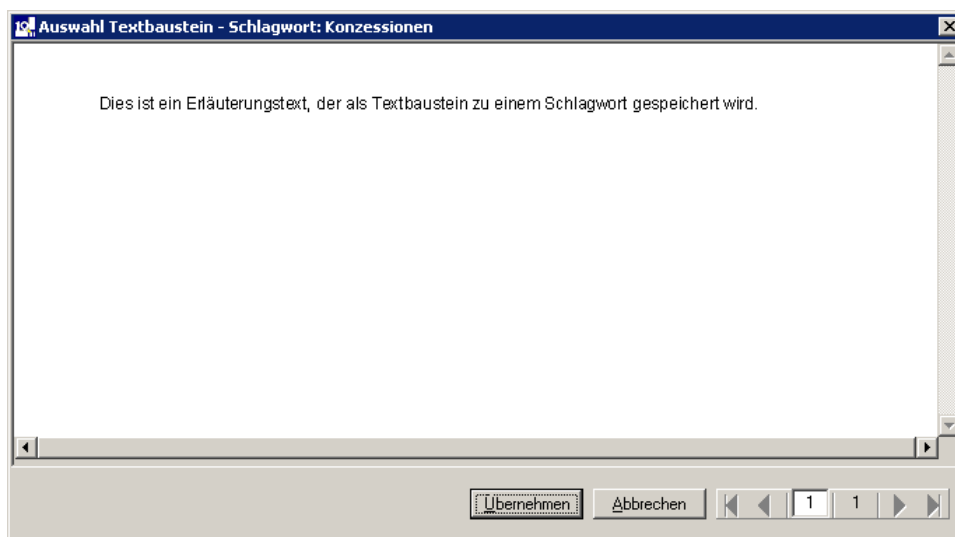 Auswahl Textbaustein - Schlagwort: Konzessionen
Dies ist ein Erläuterungstext, der als Textbaustein zu einem Schlagwort gespeichert wird.
Übernehmen Abbrechen 1 1